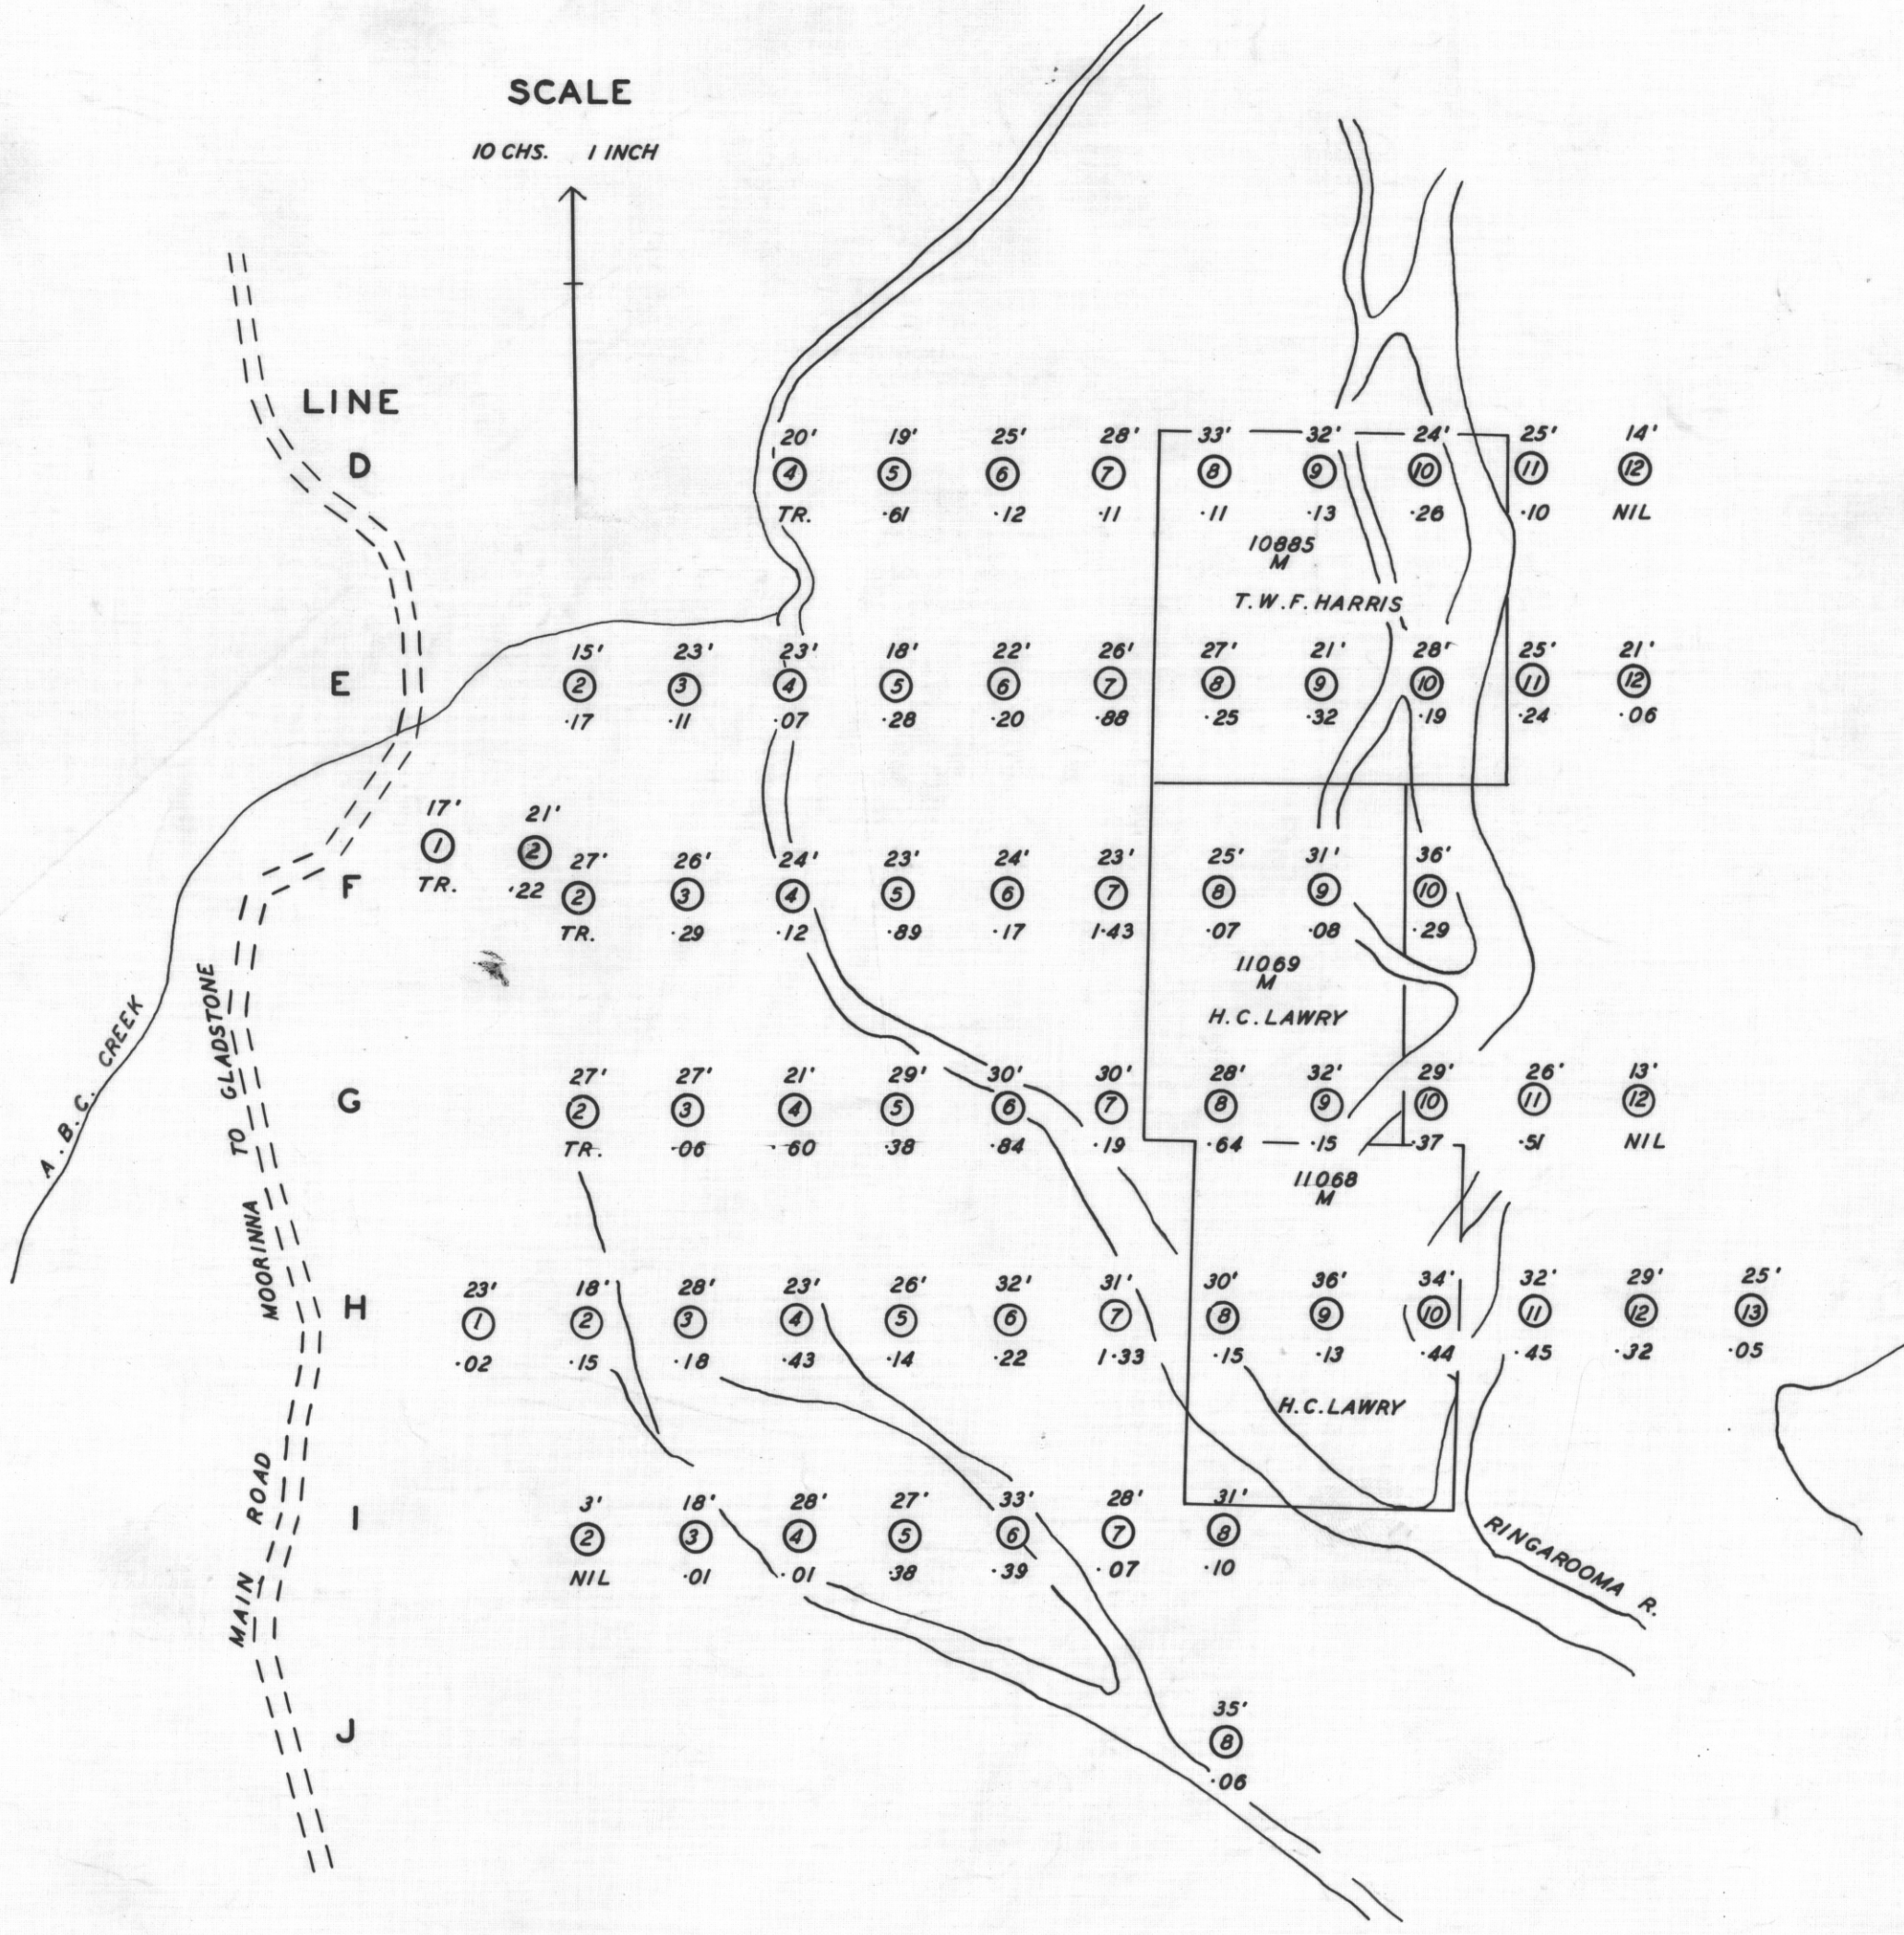 SCALE
10 CHS. 1 INCH
LINE
D
20' 19' 25' 28' 33' 32' 24' 25' 14'
4 5 6 7 8 9 10 11 12
TR. .61 .12 .11 .11 .13 .26 .10 NIL
10885
M
T.W.F. HARRIS
E
15' 23' 23' 18' 22' 26' 27' 21' 28' 25' 21'
2 3 4 5 6 7 8 9 10 11 12
.17 .11 .07 .28 .20 .88 .25 .32 .19 .24 .06
17' 21'
1 2
TR. .22
F
27' 26' 24' 23' 24' 23' 25' 31' 36'
2 3 4 5 6 7 8 9 10
TR. .29 .12 .89 .17 1.43 .07 .08 .29
11069
M
H.C. LAWRY
G
27' 27' 21' 29' 30' 30' 28' 32' 29' 26' 13'
2 3 4 5 6 7 8 9 10 11 12
TR. .06 .60 .38 .84 .19 .64 .15 .37 .51 NIL
11068
M
H
23' 18' 28' 23' 26' 32' 31' 30' 36' 34' 32' 29' 25'
1 2 3 4 5 6 7 8 9 10 11 12 13
.02 .15 .18 .43 .14 .22 1.33 .15 .13 .44 .45 .32 .05
H.C. LAWRY
I
3' 18' 28' 27' 33' 28' 31'
2 3 4 5 6 7 8
NIL .01 .01 .38 .39 .07 .10
J
35'
8
.06
A.B.C. CREEK
MAIN ROAD MOORINNA TO GLADSTONE
RINGAROOMA R.